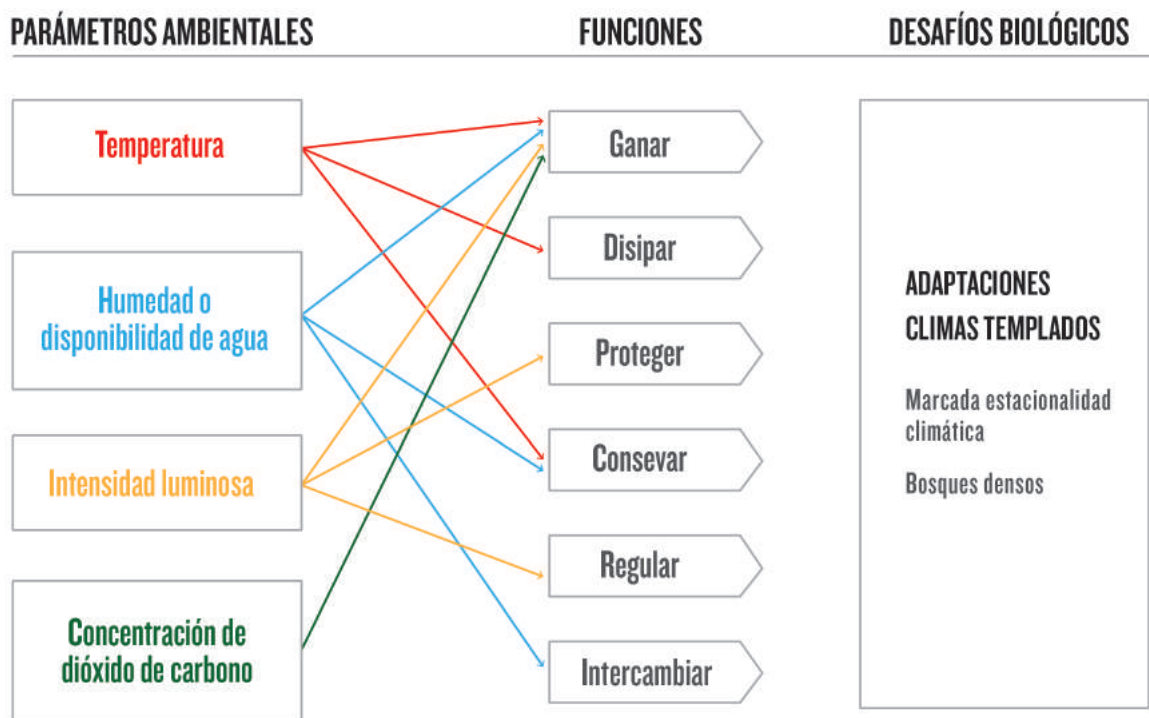 PARÁMETROS AMBIENTALES
FUNCIONES
DESAFÍOS BIOLÓGICOS
Temperatura
Humedad o
disponibilidad de agua
Intensidad luminosa
Concentración de
dióxido de carbono
Ganar
Disipar
Proteger
Consevar
Regular
Intercambiar
ADAPTACIONES
CLIMAS TEMPLADOS
Marcada estacionalidad
climática
Bosques densos